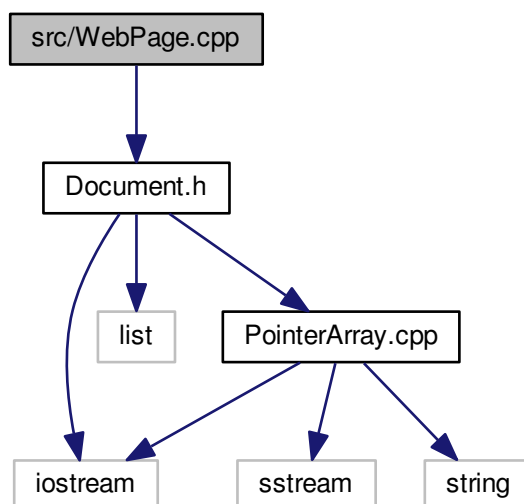 src/WebPage.cpp
Document.h
list
PointerArray.cpp
iostream
sstream
string